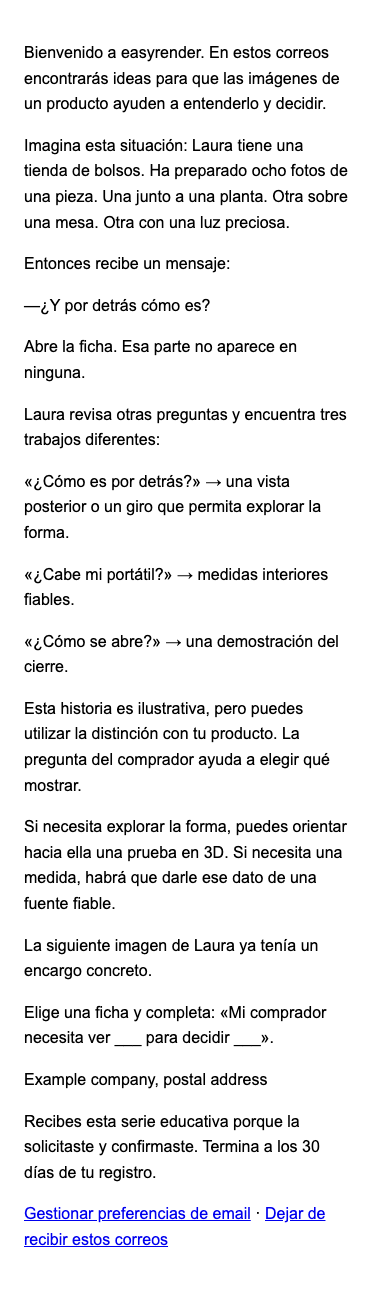 Bienvenido a easyrender. En estos correos
encontrarás ideas para que las imágenes de
un producto ayuden a entenderlo y decidir.
Imagina esta situación: Laura tiene una
tienda de bolsos. Ha preparado ocho fotos de
una pieza. Una junto a una planta. Otra sobre
una mesa. Otra con una luz preciosa.
Entonces recibe un mensaje:
—¿Y por detrás cómo es?
Abre la ficha. Esa parte no aparece en
ninguna.
Laura revisa otras preguntas y encuentra tres
trabajos diferentes:
«¿Cómo es por detrás?» → una vista
posterior o un giro que permita explorar la
forma.
«¿Cabe mi portátil?» → medidas interiores
fiables.
«¿Cómo se abre?» → una demostración del
cierre.
Esta historia es ilustrativa, pero puedes
utilizar la distinción con tu producto. La
pregunta del comprador ayuda a elegir qué
mostrar.
Si necesita explorar la forma, puedes orientar
hacia ella una prueba en 3D. Si necesita una
medida, habrá que darle ese dato de una
fuente fiable.
La siguiente imagen de Laura ya tenía un
encargo concreto.
Elige una ficha y completa: «Mi comprador
necesita ver ___ para decidir ___».
Example company, postal address
Recibes esta serie educativa porque la
solicitaste y confirmaste. Termina a los 30
días de tu registro.
Gestionar preferencias de email · Dejar de
recibir estos correos